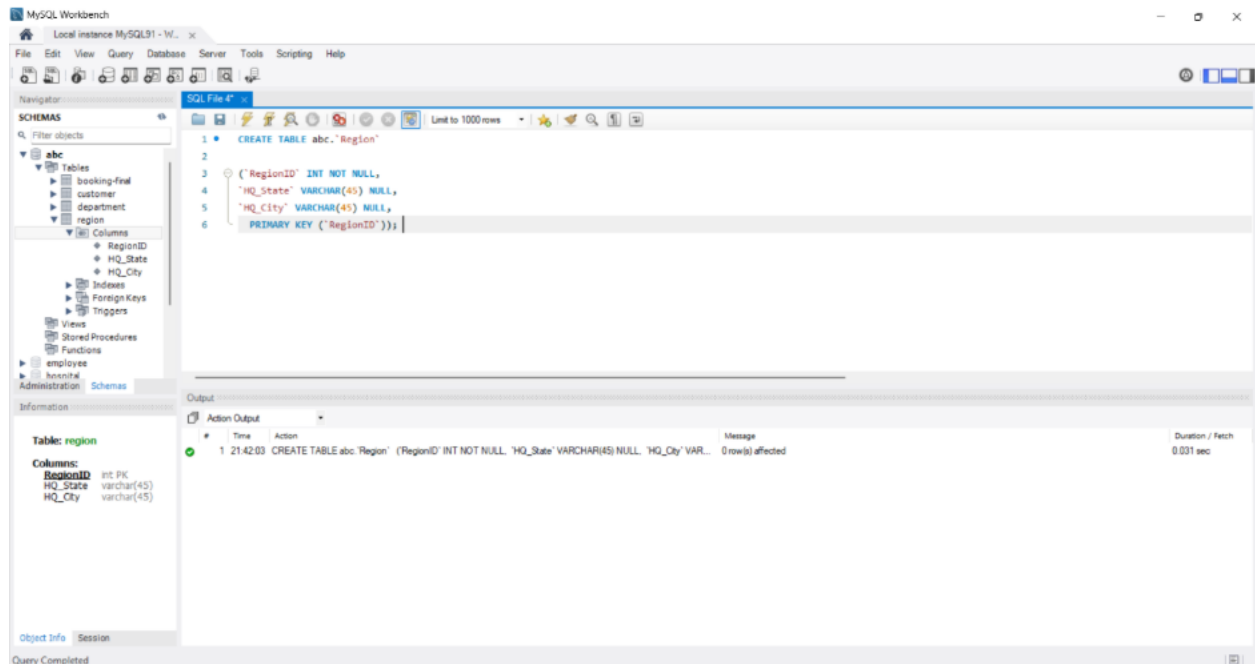 MySQL Workbench
Local instance MySQL91 - W...
File Edit View Query Database Server Tools Scripting Help
Navigator
SCHEMAS
Filter objects
abc
Tables
booking-final
customer
department
region
Columns
RegionID
HQ_State
HQ_City
Indexes
Foreign Keys
Triggers
Views
Stored Procedures
Functions
employee
hospital
Administration Schemas
Information
Table: region
Columns:
RegionID int PK
HQ_State varchar(45)
HQ_City varchar(45)
Object Info Session
Query Completed
SQL File 4*
Limit to 1000 rows
1 CREATE TABLE abc.`Region`
2
3 (`RegionID` INT NOT NULL,
4 `HQ_State` VARCHAR(45) NULL,
5 `HQ_City` VARCHAR(45) NULL,
6 PRIMARY KEY (`RegionID`));
Output
Action Output
# Time Action Message Duration / Fetch
1 21:42:03 CREATE TABLE abc.`Region` (`RegionID` INT NOT NULL, `HQ_State` VARCHAR(45) NULL, `HQ_City` VAR... 0 row(s) affected 0.031 sec